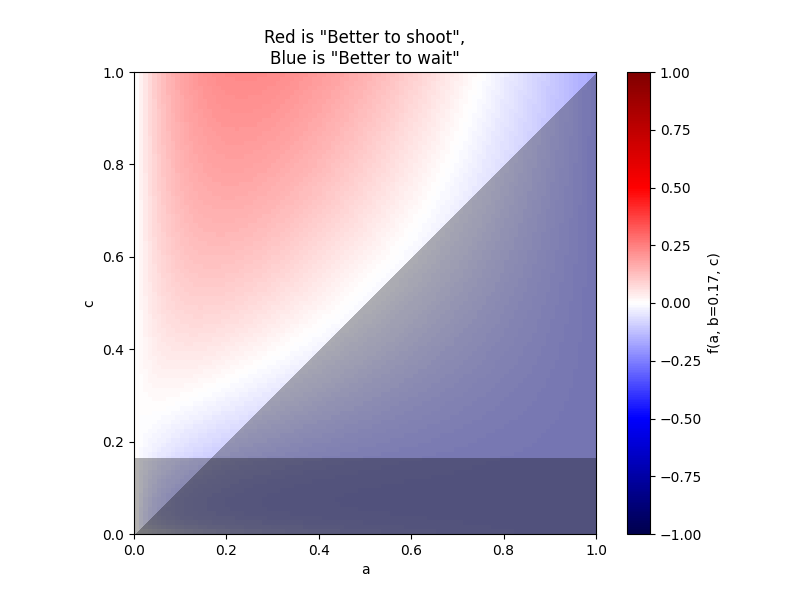 Red is "Better to shoot",
Blue is "Better to wait"
1.0
0.8
0.6
0.4
0.2
0.0
c
0.0 0.2 0.4 0.6 0.8 1.0
a
1.00
0.75
0.50
0.25
0.00
−0.25
−0.50
−0.75
−1.00
f(a, b=0.17, c)